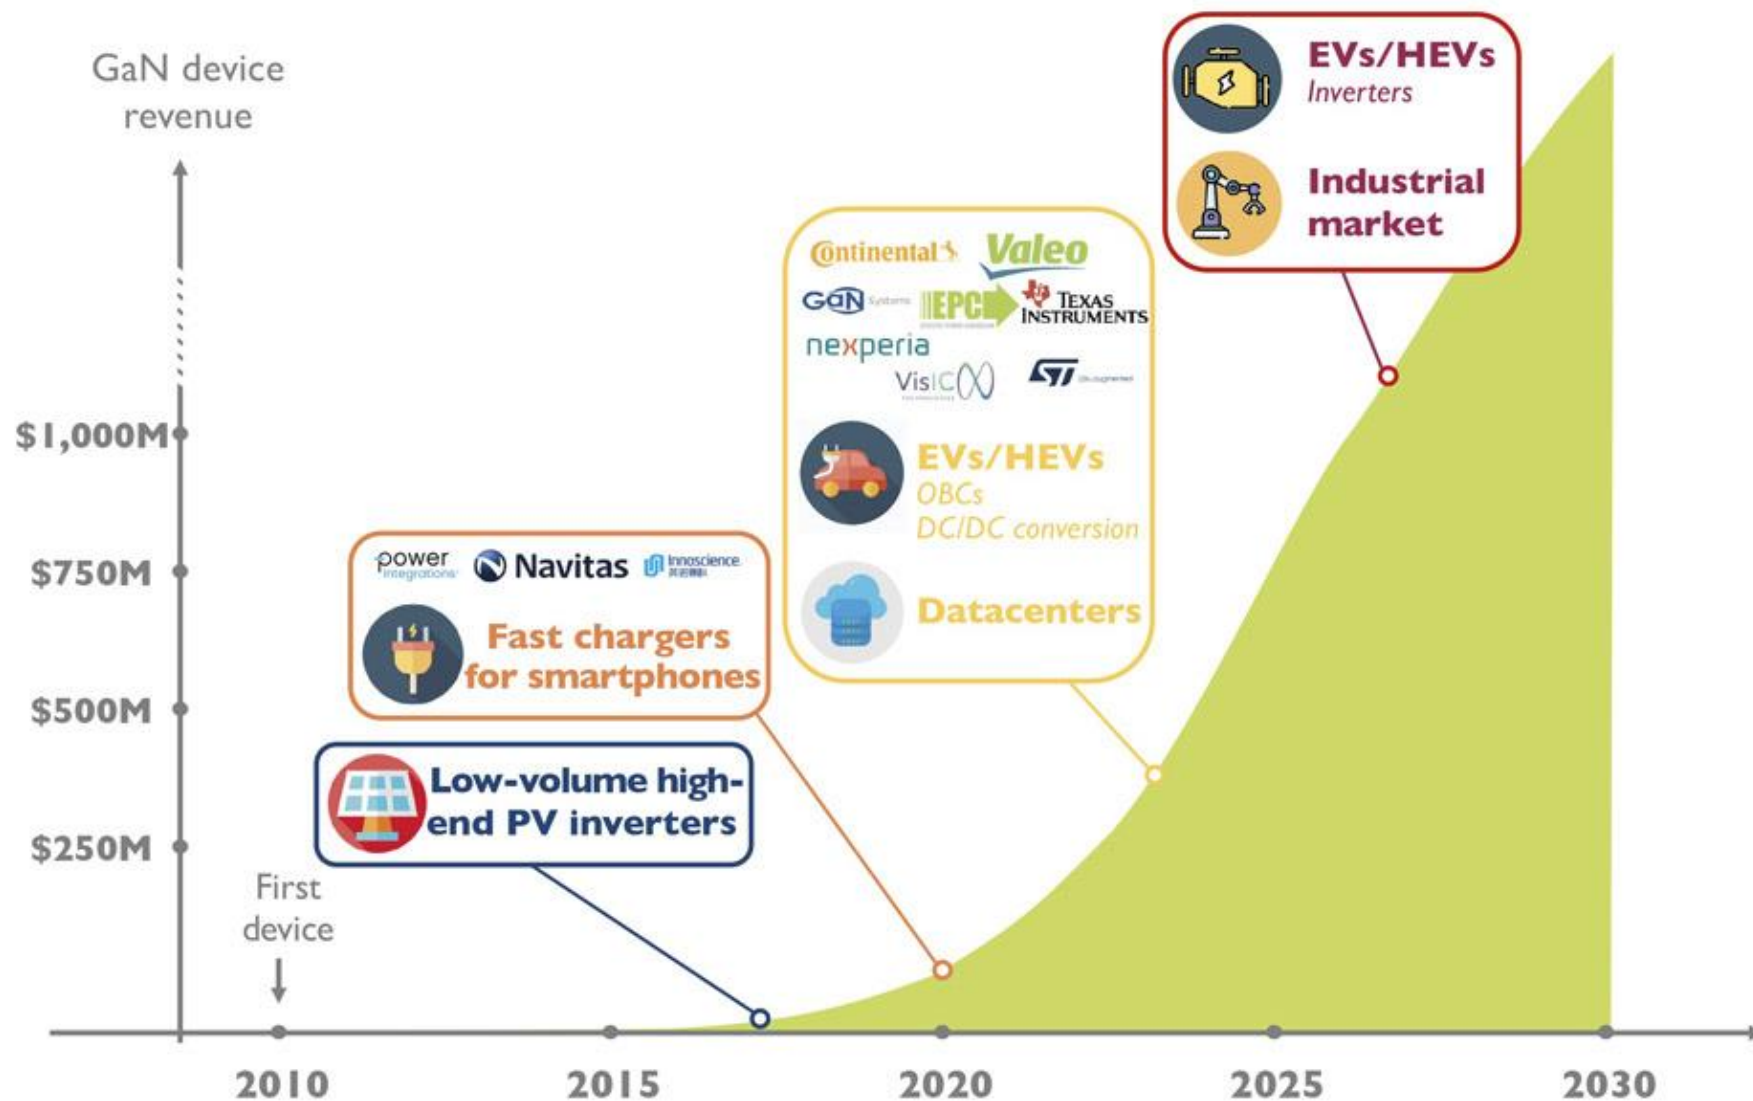 GaN device
revenue
$1,000M
$750M
$500M
$250M
First
device
2010
2015
2020
2025
2030
Low-volume high-
end PV inverters
power
integrations
Navitas
Innoscience
Fast chargers
for smartphones
Continental
Valeo
GaN Systems
EPC
TEXAS
INSTRUMENTS
nexperia
VisIC
ST
EVs/HEVs
OBCs
DC/DC conversion
Datacenters
EVs/HEVs
Inverters
Industrial
market